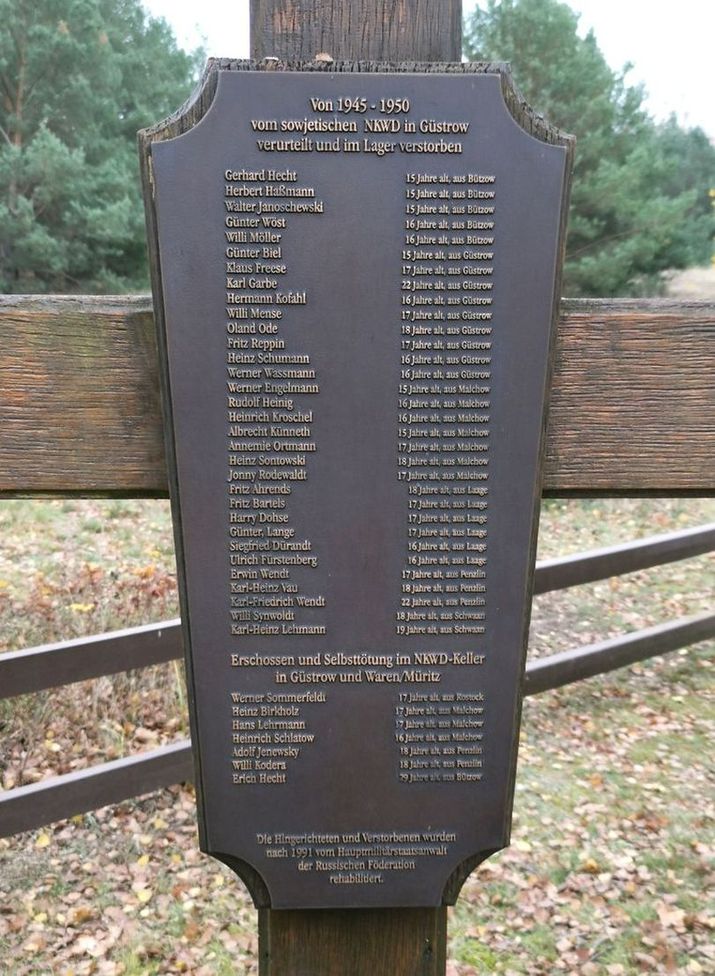 Von 1945 - 1950
vom sowjetischen NKWD in Güstrow
verurteilt und im Lager verstorben
Gerhard Hecht 15 Jahre alt, aus Bützow
Herbert Haßmann 15 Jahre alt, aus Bützow
Walter Janoschewski 15 Jahre alt, aus Bützow
Günter Wöst 16 Jahre alt, aus Bützow
Willi Möller 16 Jahre alt, aus Bützow
Günter Biel 15 Jahre alt, aus Güstrow
Klaus Freese 17 Jahre alt, aus Güstrow
Karl Garbe 22 Jahre alt, aus Güstrow
Hermann Kofahl 16 Jahre alt, aus Güstrow
Willi Mense 17 Jahre alt, aus Güstrow
Oland Ode 18 Jahre alt, aus Güstrow
Fritz Reppin 17 Jahre alt, aus Güstrow
Heinz Schumann 16 Jahre alt, aus Güstrow
Werner Wassmann 16 Jahre alt, aus Güstrow
Werner Engelmann 15 Jahre alt, aus Malchow
Rudolf Heinig 16 Jahre alt, aus Malchow
Heinrich Kroschel 16 Jahre alt, aus Malchow
Albrecht Künneth 15 Jahre alt, aus Malchow
Annemie Ortmann 17 Jahre alt, aus Malchow
Heinz Sontowski 18 Jahre alt, aus Malchow
Jonny Rodewaldt 17 Jahre alt, aus Malchow
Fritz Ahrends 18 Jahre alt, aus Laage
Fritz Bartels 17 Jahre alt, aus Laage
Harry Dohse 17 Jahre alt, aus Laage
Günter, Lange 17 Jahre alt, aus Laage
Siegfried Dürandt 16 Jahre alt, aus Laage
Ulrich Fürstenberg 16 Jahre alt, aus Laage
Erwin Wendt 17 Jahre alt, aus Penzlin
Karl-Heinz Vau 18 Jahre alt, aus Penzlin
Karl-Friedrich Wendt 22 Jahre alt, aus Penzlin
Willi Synwoldt 18 Jahre alt, aus Schwaan
Karl-Heinz Lehmann 19 Jahre alt, aus Schwaan
Erschossen und Selbsttötung im NKWD-Keller
in Güstrow und Waren/Müritz
Werner Sommerfeldt 17 Jahre alt, aus Rostock
Heinz Birkholz 17 Jahre alt, aus Malchow
Hans Lehrmann 17 Jahre alt, aus Malchow
Heinrich Schlatow 16 Jahre alt, aus Malchow
Adolf Jenewsky 18 Jahre alt, aus Penzlin
Willi Kodera 18 Jahre alt, aus Penzlin
Erich Hecht 29 Jahre alt, aus Bützow
Die Hingerichteten und Verstorbenen wurden
nach 1991 vom Hauptmilitärstaatsanwalt
der Russischen Föderation
rehabilitiert.